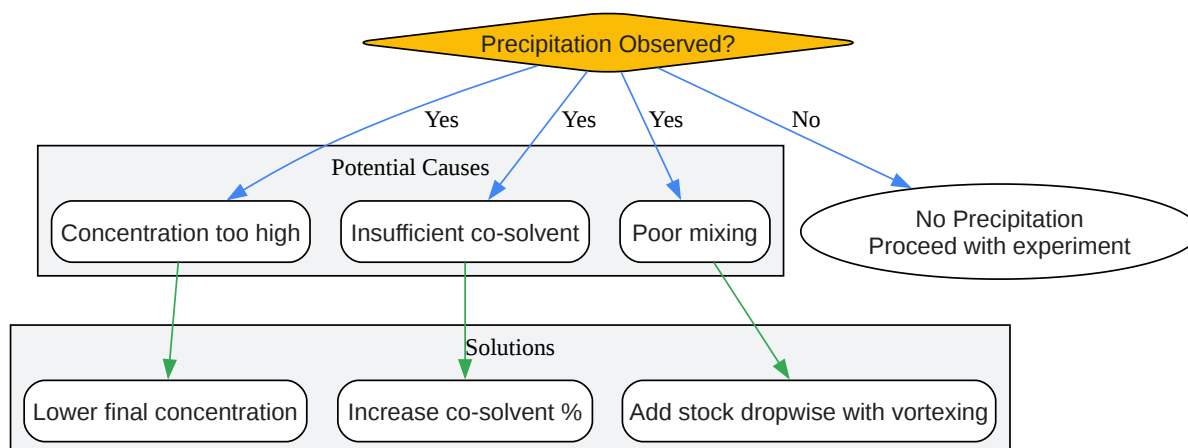 Precipitation Observed?
Yes
Yes
Yes
No
Potential Causes
Concentration too high
Insufficient co-solvent
Poor mixing
No Precipitation
Proceed with experiment
Solutions
Lower final concentration
Increase co-solvent %
Add stock dropwise with vortexing